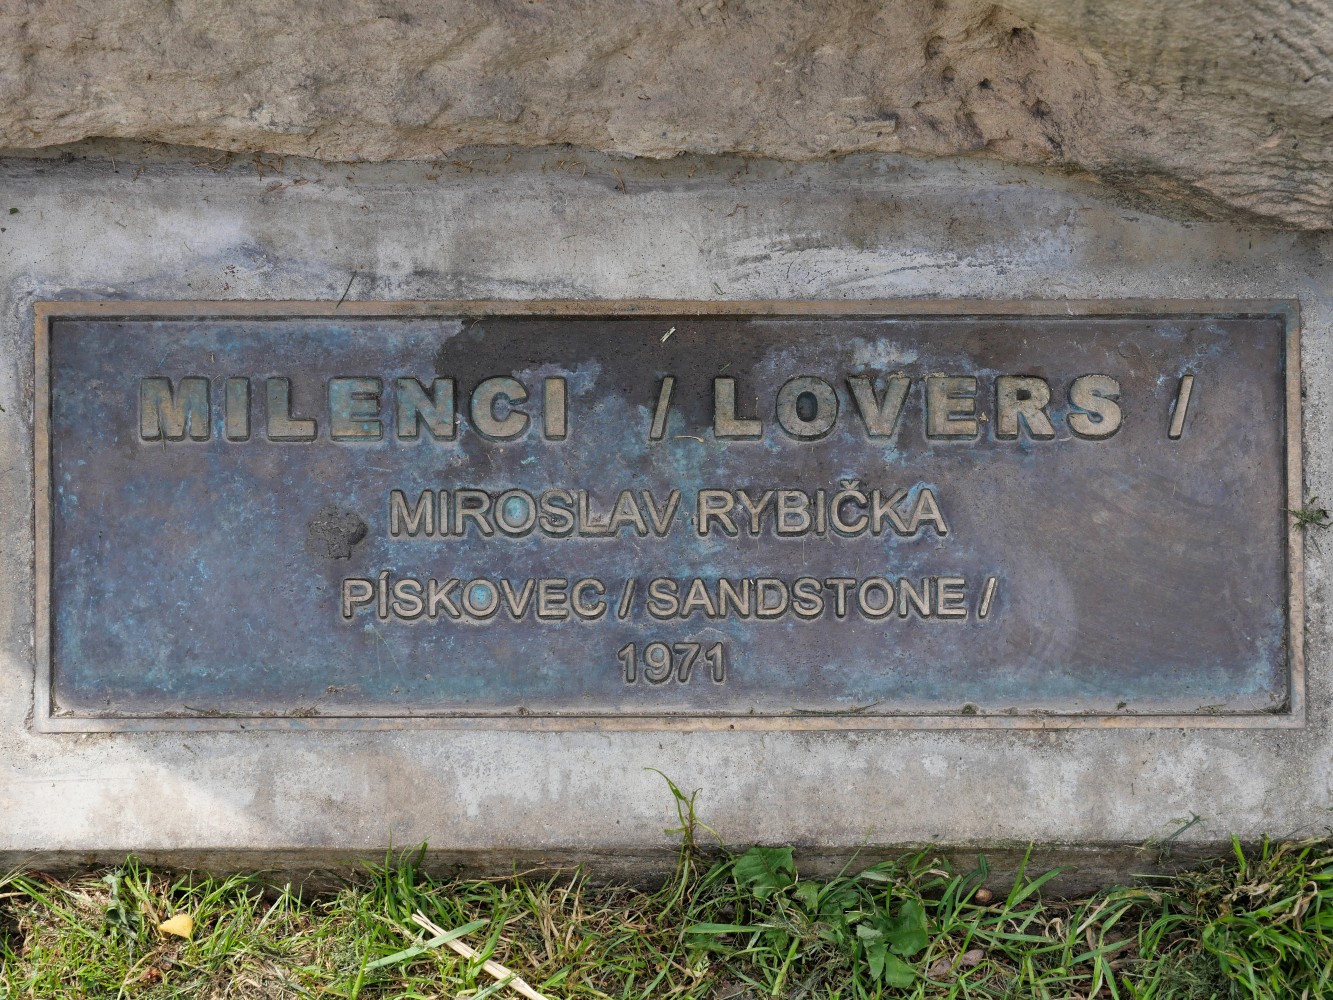 MILENCI / LOVERS /
MIROSLAV RYBIČKA
PÍSKOVEC / SANDSTONE /
1971